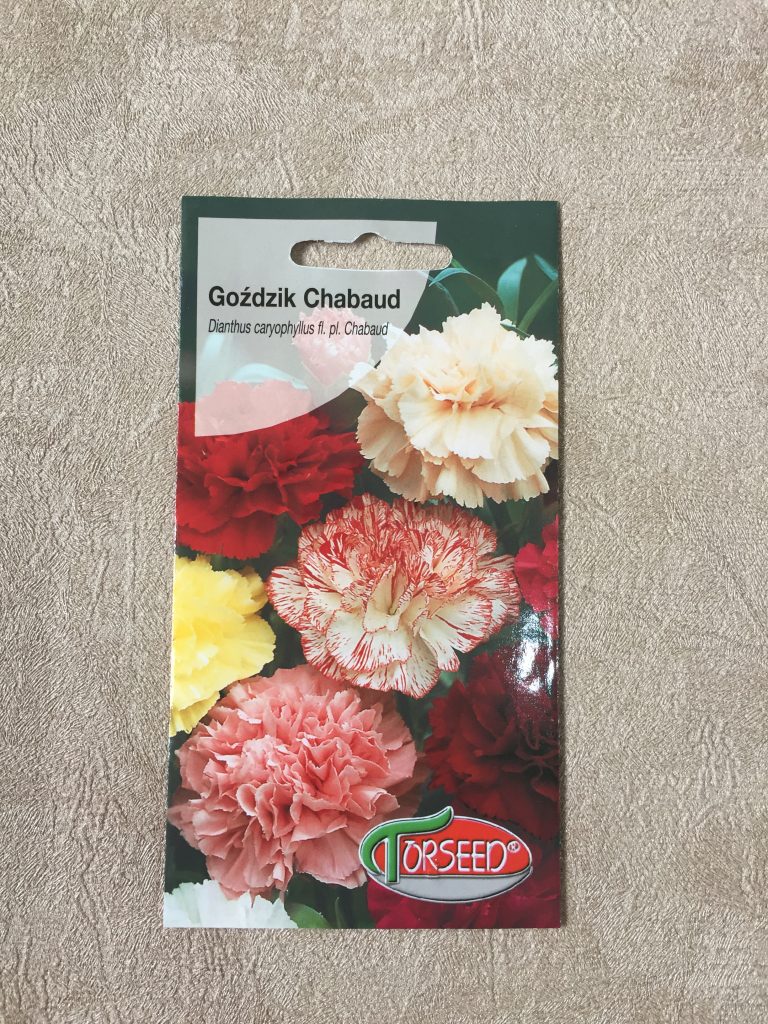 Goździk Chabaud
Dianthus caryophyllus fl. pl. Chabaud
TORSEED®